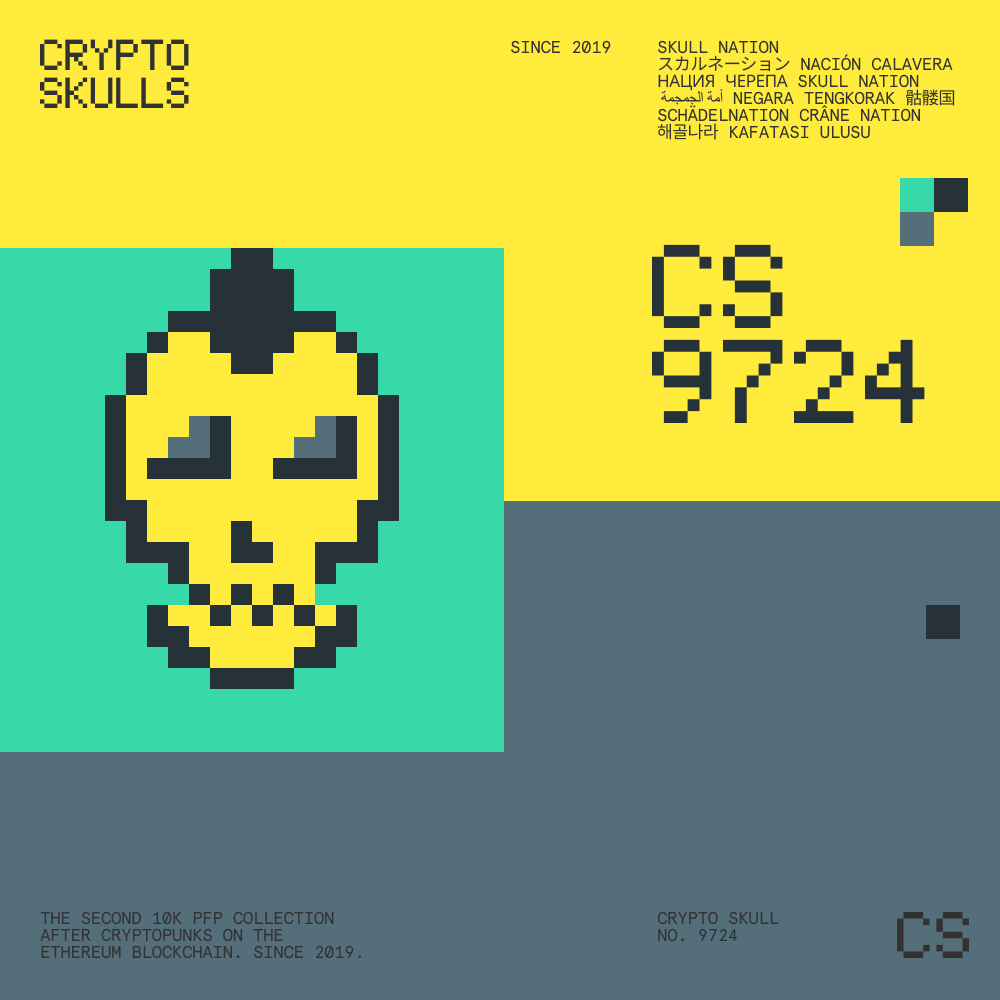 CRYPTO
SKULLS
SINCE 2019
SKULL NATION
スカルネーション NACIÓN CALAVERA
НАЦИЯ ЧЕРЕПА SKULL NATION
أمة الجمجمة NEGARA TENGKORAK 骷髅国
SCHÄDELNATION CRÂNE NATION
해골나라 KAFATASI ULUSU
CS
9724
THE SECOND 10K PFP COLLECTION
AFTER CRYPTOPUNKS ON THE
ETHEREUM BLOCKCHAIN. SINCE 2019.
CRYPTO SKULL
NO. 9724
CS